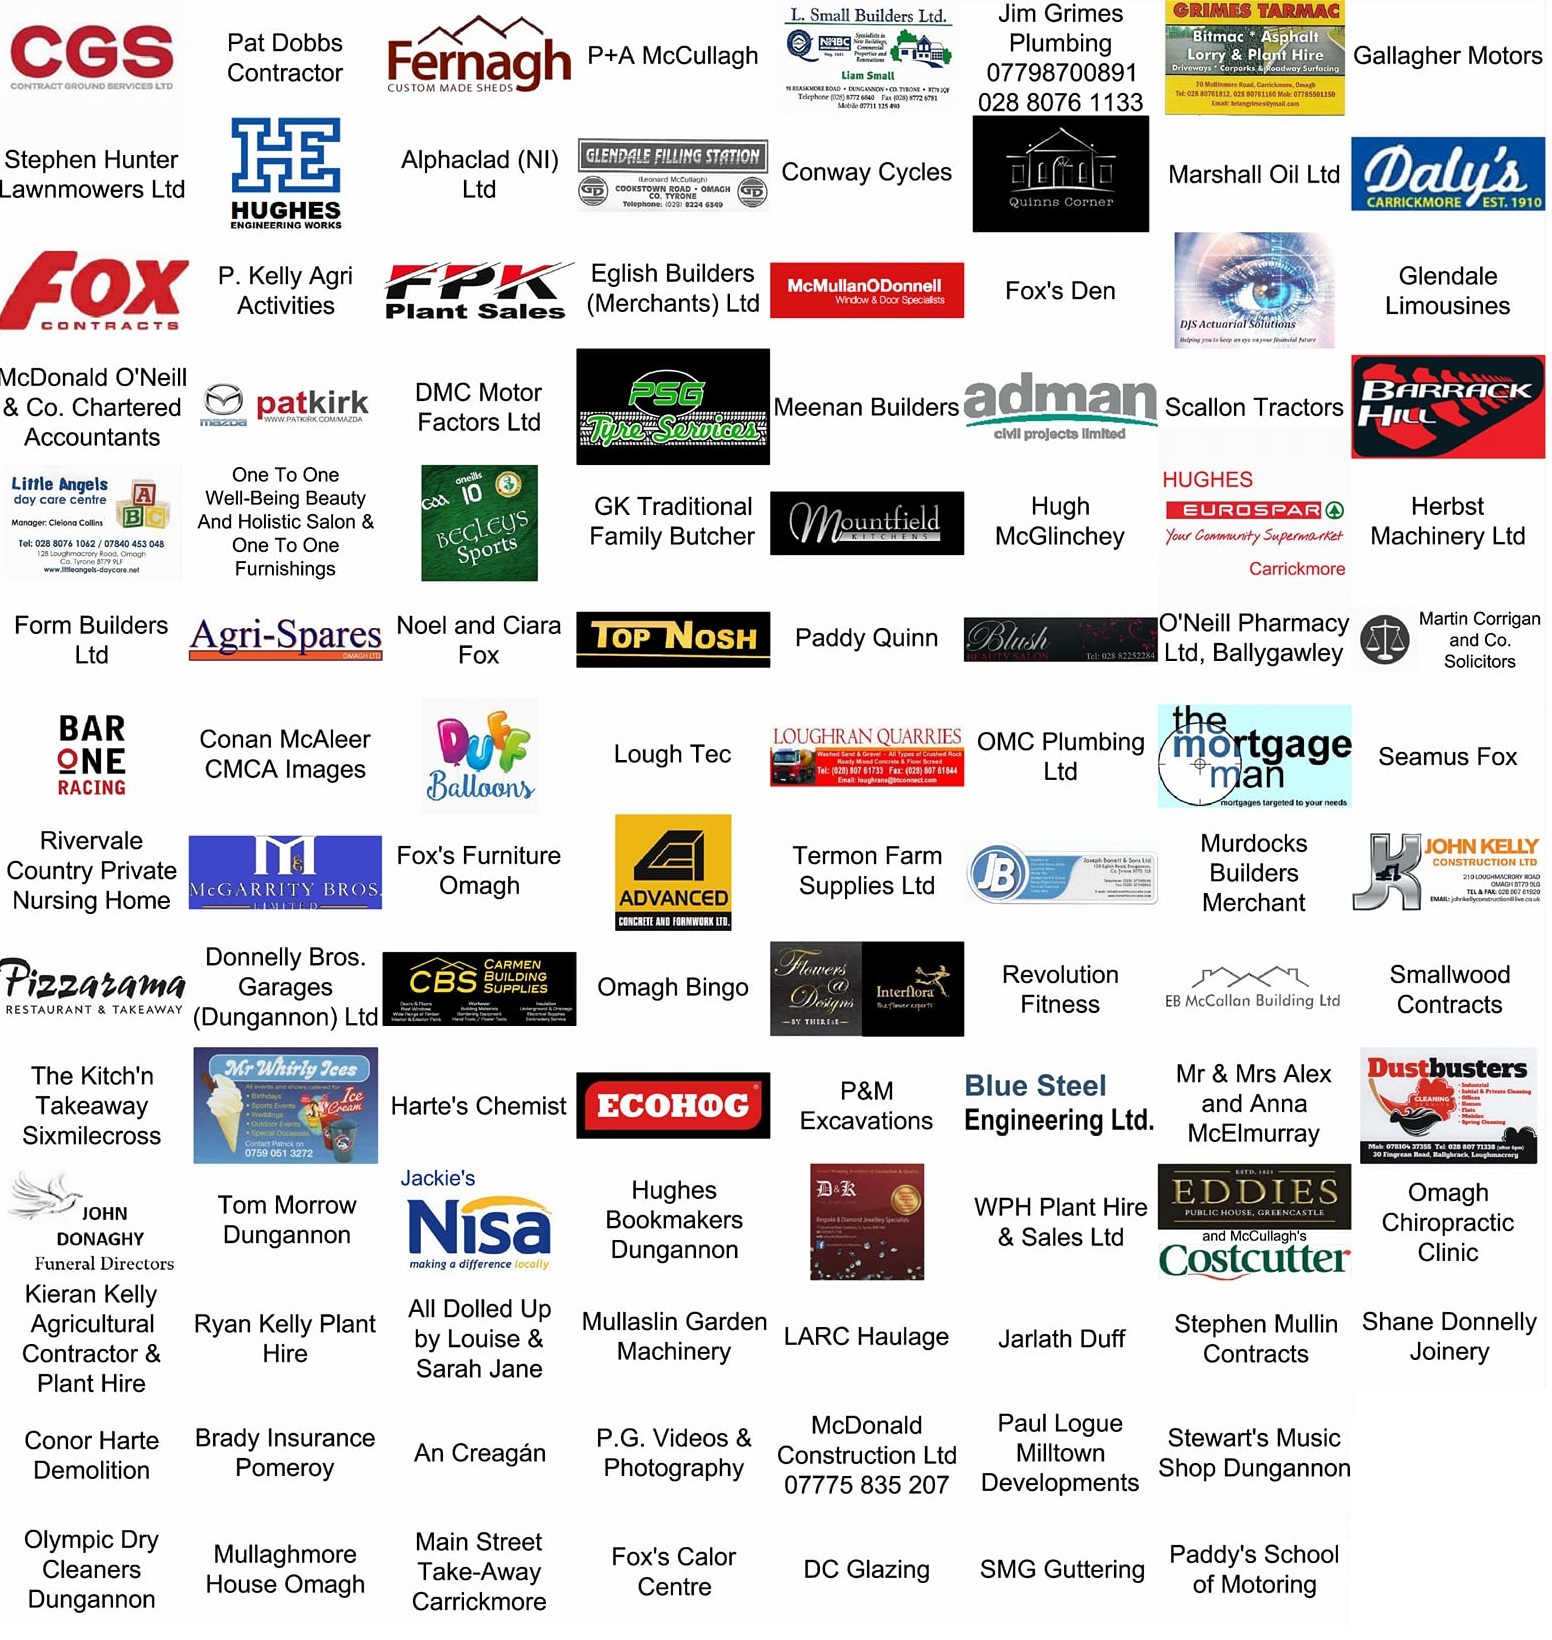 CGS
CONTRACT GROUND SERVICES LTD
Pat Dobbs
Contractor
Fernagh
CUSTOM MADE SHEDS
P+A McCullagh
L. Small Builders Ltd.
NHBC
Specialists in
New Buildings,
Commercial
Properties and
Renovations
Liam Small
Telephone (028) 8772 6840 Fax (028) 8772 6781
Mobile 07711 125 490
Jim Grimes
Plumbing
07798700891
028 8076 1133
GRIMES TARMAC
Bitmac * Asphalt
Lorry & Plant Hire
Driveways * Carparks & Roadway Surfacing
70 Mullinmore Road, Carrickmore, Omagh
Tel: 028 80761812, 028 80761160 Mob: 07785501350
Email: briangrimes@ymail.com
Gallagher Motors
Stephen Hunter
Lawnmowers Ltd
HE
HUGHES
ENGINEERING WORKS
Alphaclad (NI)
Ltd
GLENDALE FILLING STATION
(Leonard McCullagh)
COOKSTOWN ROAD • OMAGH
CO. TYRONE
Telephone: (028) 8224 6349
Conway Cycles
Quinns Corner
Marshall Oil Ltd
Daly's
CARRICKMORE EST. 1910
FOX
CONTRACTS
P. Kelly Agri
Activities
FPK
Plant Sales
Eglish Builders
(Merchants) Ltd
McMullanODonnell
Window & Door Specialists
Fox's Den
DJS Actuarial Solutions
Helping you to keep an eye on your financial future
Glendale
Limousines
McDonald O'Neill
& Co. Chartered
Accountants
mazda
patkirk
WWW.PATKIRK.COM/MAZDA
DMC Motor
Factors Ltd
PSG
Tyre Services
Meenan Builders
adman
civil projects limited
Scallon Tractors
BARRACK
HILL
Little Angels
day care centre
A
B C
Manager: Cleiona Collins
Tel: 028 8076 1062 / 07840 453 048
128 Loughmacrory Road, Omagh
Co. Tyrone BT79 9LF
www.littleangels-daycare.net
One To One
Well-Being Beauty
And Holistic Salon &
One To One
Furnishings
oneills
GAA 10
BEGLEY'S
Sports
GK Traditional
Family Butcher
Mountfield
KITCHENS
Hugh
McGlinchey
HUGHES
EUROSPAR
Your Community Supermarket
Carrickmore
Herbst
Machinery Ltd
Form Builders
Ltd
Agri-Spares
OMAGH LTD
Noel and Ciara
Fox
TOP NOSH
Paddy Quinn
Blush
BEAUTY SALON
Tel: 028 82252284
O'Neill Pharmacy
Ltd, Ballygawley
Martin Corrigan
and Co.
Solicitors
BAR
ONE
RACING
Conan McAleer
CMCA Images
DUFF
Balloons
Lough Tec
LOUGHRAN QUARRIES
Washed Sand & Gravel - All Types of Crushed Rock
Ready Mixed Concrete & Floor Screed
Tel: (028) 807 61733 Fax: (028) 807 61844
Email: loughrans@btconnect.com
OMC Plumbing
Ltd
the
mortgage
man
mortgages targeted to your needs
Seamus Fox
Rivervale
Country Private
Nursing Home
M&
McGARRITY BROS.
LIMITED
Fox's Furniture
Omagh
ADVANCED
CONCRETE AND FORMWORK LTD.
Termon Farm
Supplies Ltd
JB
Joseph Barrett & Sons Ltd
Murdocks
Builders
Merchant
JK
JOHN KELLY
CONSTRUCTION LTD
210 LOUGHMACRORY ROAD
OMAGH BT79 9LG
TEL & FAX: 028 807 61920
EMAIL: johnkellyconstruction@live.co.uk
Pizzarama
RESTAURANT & TAKEAWAY
Donnelly Bros.
Garages
(Dungannon) Ltd
CBS
CARMEN
BUILDING
SUPPLIES
Omagh Bingo
Flowers
@
Designs
BY THERESE
Interflora
the flower experts
Revolution
Fitness
EB McCallan Building Ltd
Smallwood
Contracts
The Kitch'n
Takeaway
Sixmilecross
Mr Whirly Ices
All events and shows catered for
• Birthdays
• Sports Events
• Weddings
• Outdoor Events
• Special Occasions
Ice
Cream
Contact Patrick on
0759 051 3272
Harte's Chemist
ECOHOG
P&M
Excavations
Blue Steel
Engineering Ltd.
Mr & Mrs Alex
and Anna
McElmurray
Dustbusters
CLEANING
• Industrial
• Initial & Private Cleaning
• Offices
• Houses
• Flats
• Mobiles
• Spring Cleaning
Mob: 078104 37355 Tel: 028 807 71338 (after 6pm)
30 Fingrean Road, Ballybrack, Loughmacrory
JOHN
DONAGHY
Funeral Directors
Tom Morrow
Dungannon
Jackie's
Nisa
making a difference locally
Hughes
Bookmakers
Dungannon
D&K
Bespoke & Diamond Jewellery Specialists
WPH Plant Hire
& Sales Ltd
ESTD. 1821
EDDIES
PUBLIC HOUSE, GREENCASTLE
and McCullagh's
Costcutter
Omagh
Chiropractic
Clinic
Kieran Kelly
Agricultural
Contractor &
Plant Hire
Ryan Kelly Plant
Hire
All Dolled Up
by Louise &
Sarah Jane
Mullaslin Garden
Machinery
LARC Haulage
Jarlath Duff
Stephen Mullin
Contracts
Shane Donnelly
Joinery
Conor Harte
Demolition
Brady Insurance
Pomeroy
An Creagán
P.G. Videos &
Photography
McDonald
Construction Ltd
07775 835 207
Paul Logue
Milltown
Developments
Stewart's Music
Shop Dungannon
Olympic Dry
Cleaners
Dungannon
Mullaghmore
House Omagh
Main Street
Take-Away
Carrickmore
Fox's Calor
Centre
DC Glazing
SMG Guttering
Paddy's School
of Motoring